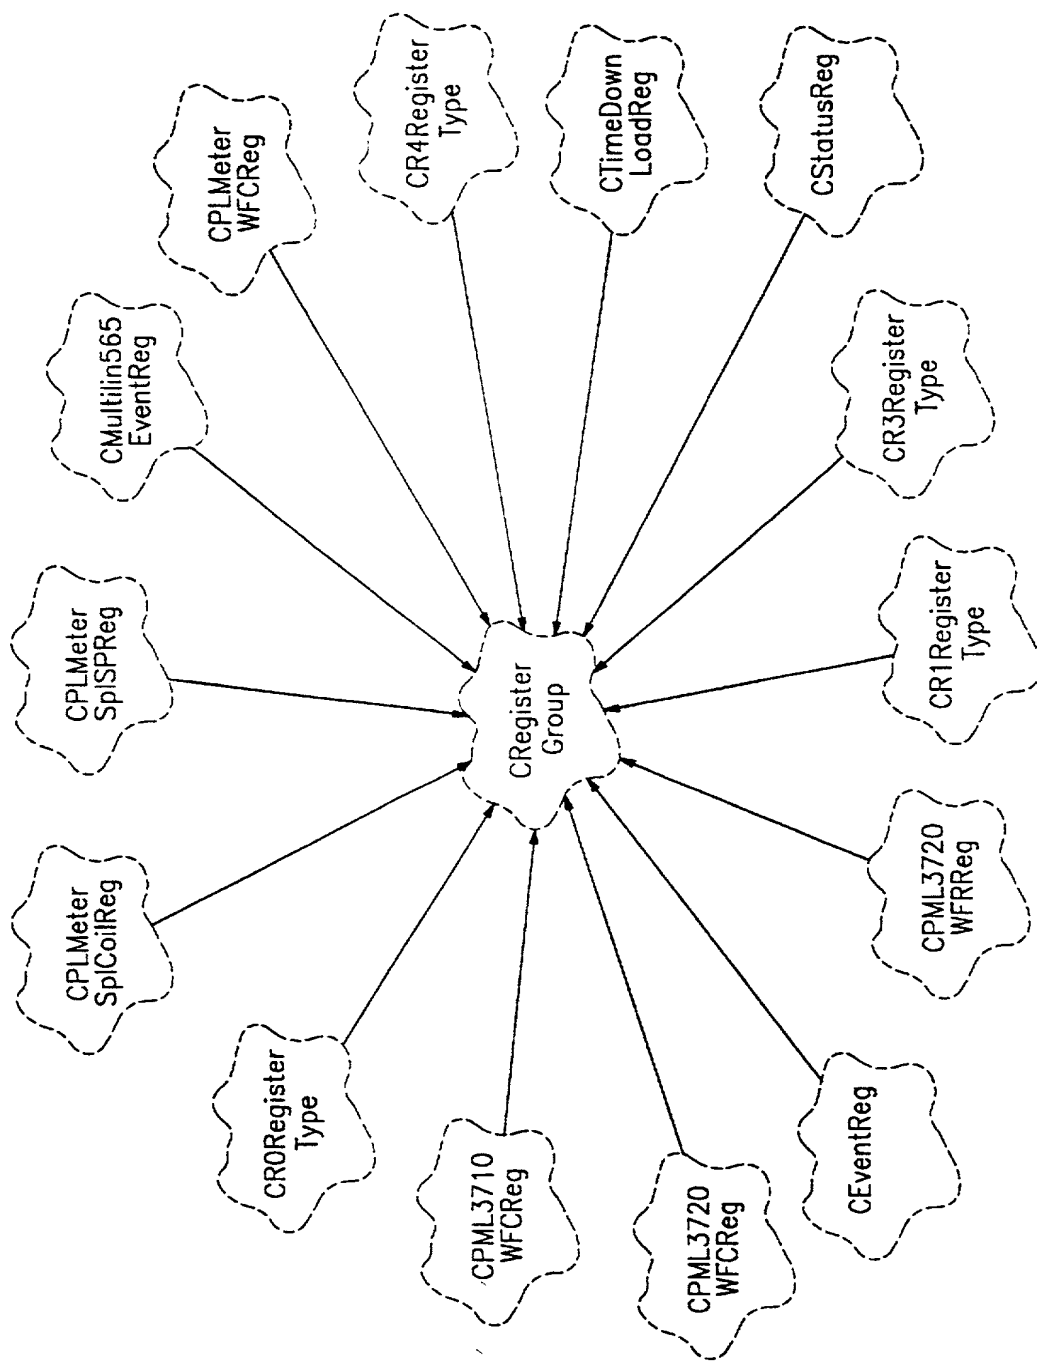 CPLMeter
SplCoilReg
CPLMeter
SplSPReg
CMultilin565
EventReg
CPLMeter
WFCReg
CR0Register
Type
CR4Register
Type
CPML3710
WFCReg
CRegister
Group
CTimeDown
LoadReg
CPML3720
WFCReg
CStatusReg
CEventReg
CR3Register
Type
CPML3720
WFRReg
CR1Register
Type